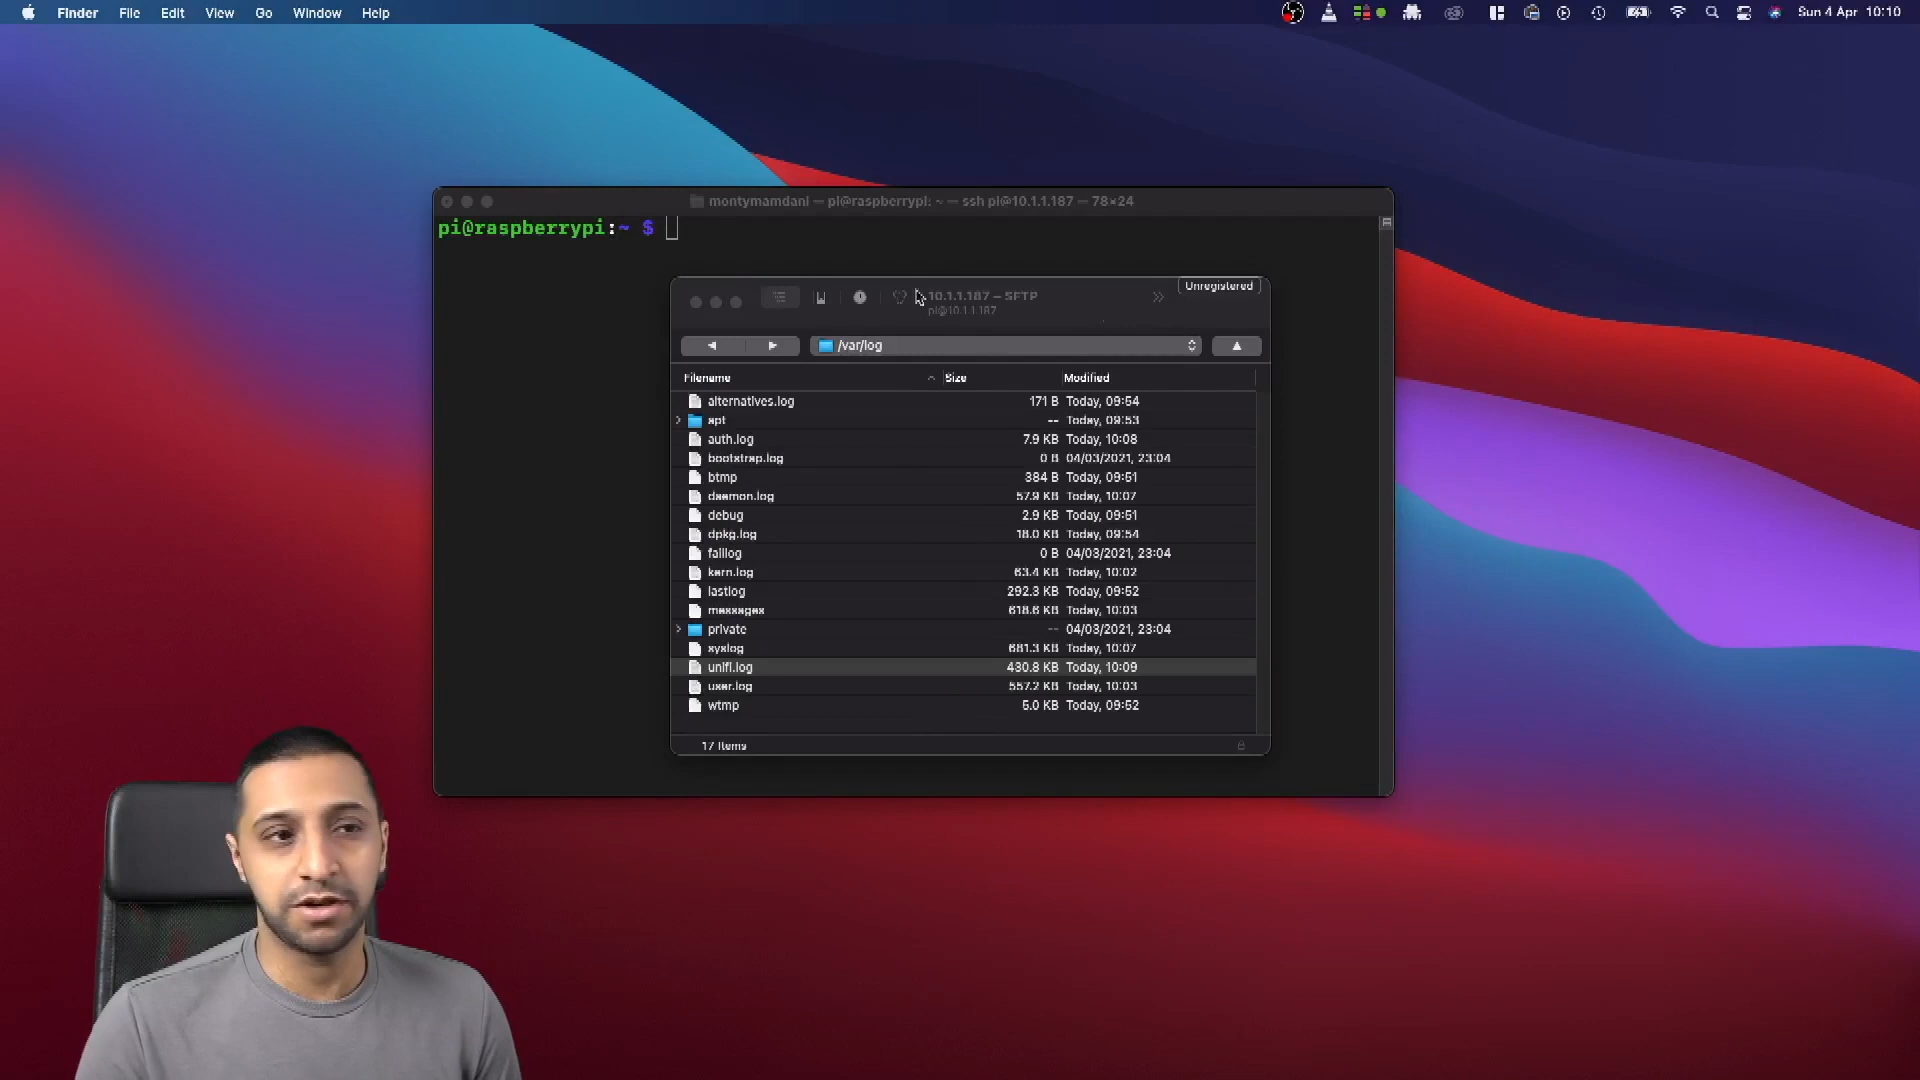 Finder File Edit View Go Window Help Sun 4 Apr 10:10
montymamdani — pi@raspberrypi: ~ — ssh pi@10.1.1.187 — 78×24
pi@raspberrypi:~ $
Unregistered
10.1.1.187 – SFTP
pi@10.1.1.187
/var/log
Filename Size Modified
alternatives.log 171 B Today, 09:54
apt -- Today, 09:53
auth.log 7.9 KB Today, 10:08
bootstrap.log 0 B 04/03/2021, 23:04
btmp 384 B Today, 09:51
daemon.log 57.9 KB Today, 10:07
debug 2.9 KB Today, 09:51
dpkg.log 18.0 KB Today, 09:54
faillog 0 B 04/03/2021, 23:04
kern.log 63.4 KB Today, 10:02
lastlog 292.3 KB Today, 09:52
messages 618.6 KB Today, 10:03
private -- 04/03/2021, 23:04
syslog 681.3 KB Today, 10:07
unifi.log 430.8 KB Today, 10:09
user.log 557.2 KB Today, 10:03
wtmp 5.0 KB Today, 09:52
17 Items